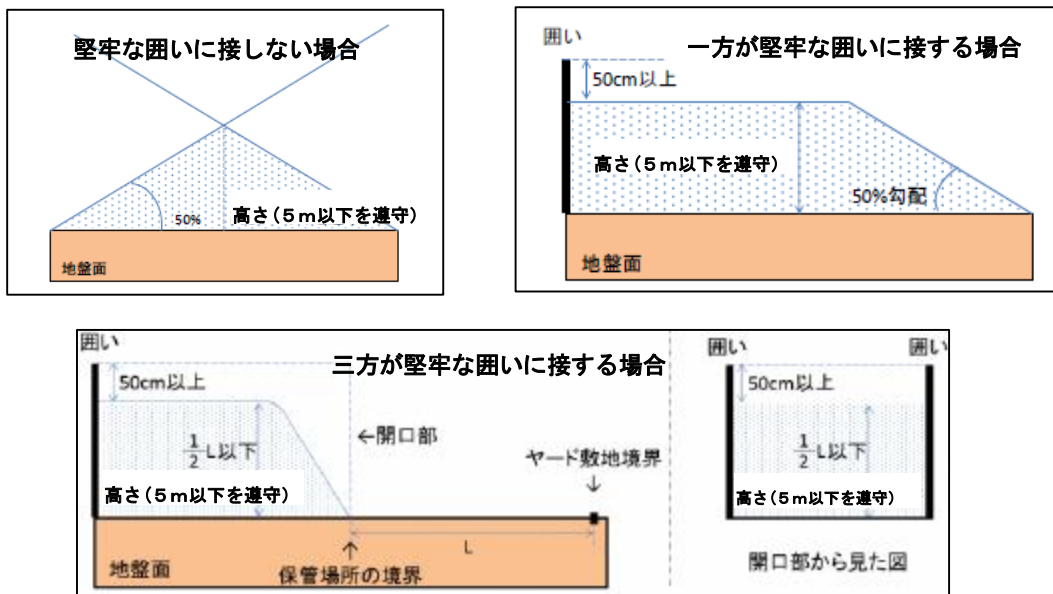 堅牢な囲いに接しない場合
50%
高さ(5m以下を遵守)
地盤面
囲い
一方が堅牢な囲いに接する場合
50cm以上
高さ(5m以下を遵守)
50%勾配
地盤面
囲い
三方が堅牢な囲いに接する場合
50cm以上
←開口部
1/2 L以下
ヤード敷地境界
↓
高さ(5m以下を遵守)
L
↑
地盤面
保管場所の境界
囲い
囲い
50cm以上
1/2 L以下
高さ(5m以下を遵守)
開口部から見た図